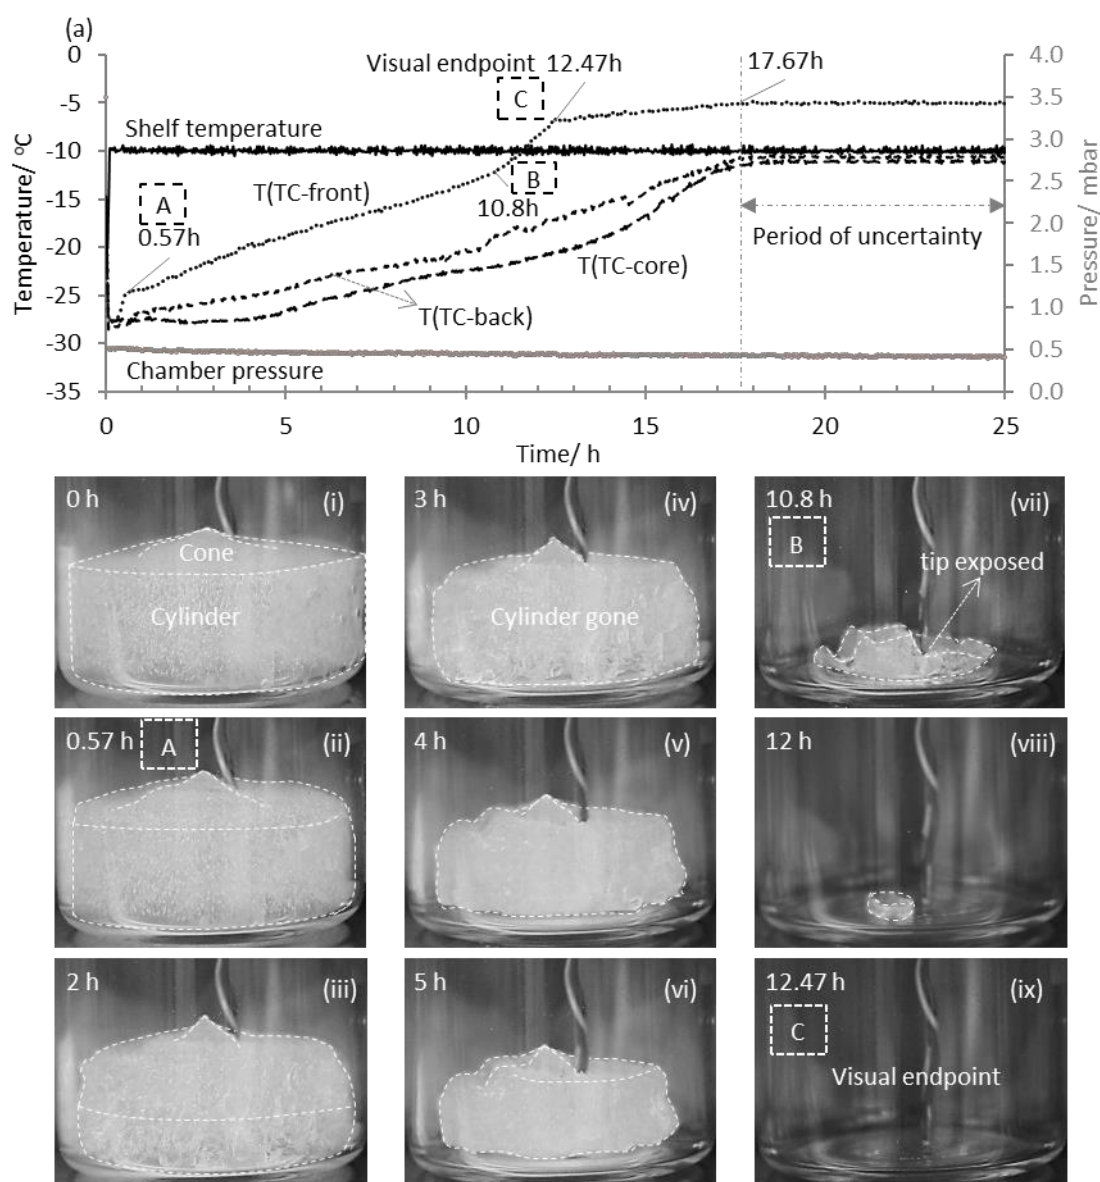 (a)
0
-5
-10
-15
-20
-25
-30
-35
Temperature/ °C
4.0
3.5
3.0
2.5
2.0
1.5
1.0
0.5
0.0
Pressure/ mbar
Visual endpoint 12.47h
C
17.67h
Shelf temperature
A
0.57h
T(TC-front)
B
10.8h
T(TC-core)
Period of uncertainty
T(TC-back)
Chamber pressure
0 5 10 15 20 25
Time/ h
0 h (i)
Cone
Cylinder
3 h (iv)
Cylinder gone
10.8 h (vii)
B
tip exposed
0.57 h A (ii)
4 h (v)
12 h (viii)
2 h (iii)
5 h (vi)
12.47 h (ix)
C
Visual endpoint